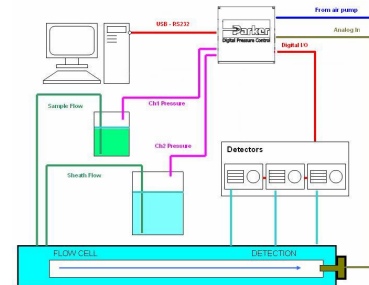 From air pump
USB - RS232
Parker
Digital Pressure Control
Analog In
Digital I/O
Ch1 Pressure
Sample Flow
Ch2 Pressure
Detectors
Sheath Flow
FLOW CELL
DETECTION